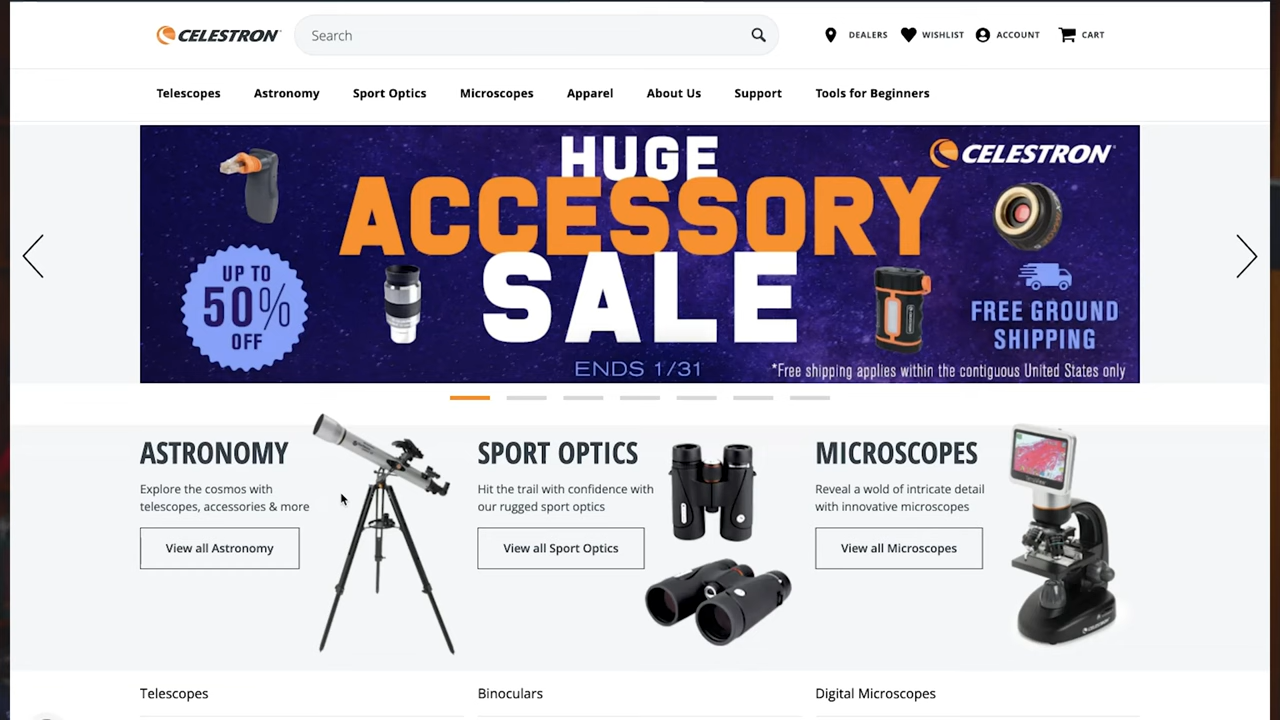 CELESTRON
Search
DEALERS
WISHLIST
ACCOUNT
CART
Telescopes
Astronomy
Sport Optics
Microscopes
Apparel
About Us
Support
Tools for Beginners
HUGE
ACCESSORY
SALE
ENDS 1/31
CELESTRON
UP TO
50%
OFF
FREE GROUND
SHIPPING
*Free shipping applies within the contiguous United States only
ASTRONOMY
Explore the cosmos with
telescopes, accessories & more
View all Astronomy
SPORT OPTICS
Hit the trail with confidence with
our rugged sport optics
View all Sport Optics
MICROSCOPES
Reveal a wold of intricate detail
with innovative microscopes
View all Microscopes
Telescopes
Binoculars
Digital Microscopes